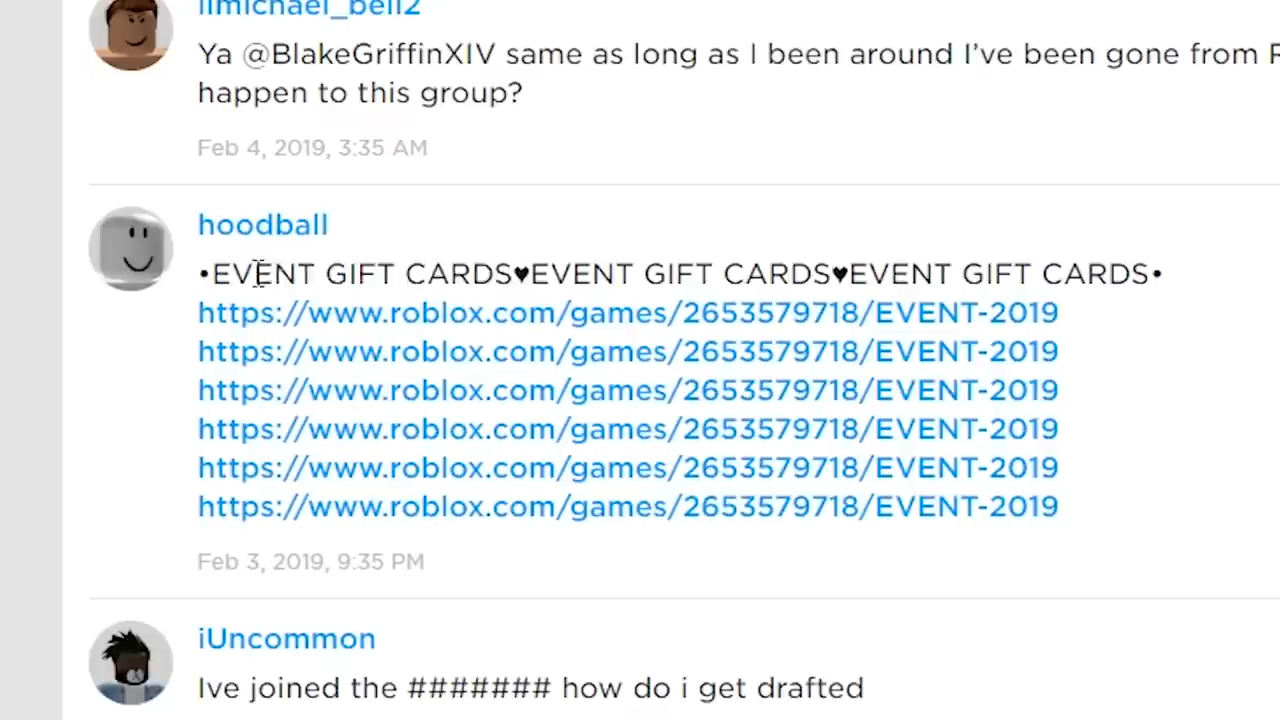 limichael_bell2
Ya @BlakeGriffinXIV same as long as I been around I've been gone from R
happen to this group?
Feb 4, 2019, 3:35 AM
hoodball
•EVENT GIFT CARDS♥EVENT GIFT CARDS♥EVENT GIFT CARDS•
https://www.roblox.com/games/2653579718/EVENT-2019
https://www.roblox.com/games/2653579718/EVENT-2019
https://www.roblox.com/games/2653579718/EVENT-2019
https://www.roblox.com/games/2653579718/EVENT-2019
https://www.roblox.com/games/2653579718/EVENT-2019
https://www.roblox.com/games/2653579718/EVENT-2019
Feb 3, 2019, 9:35 PM
iUncommon
Ive joined the ####### how do i get drafted